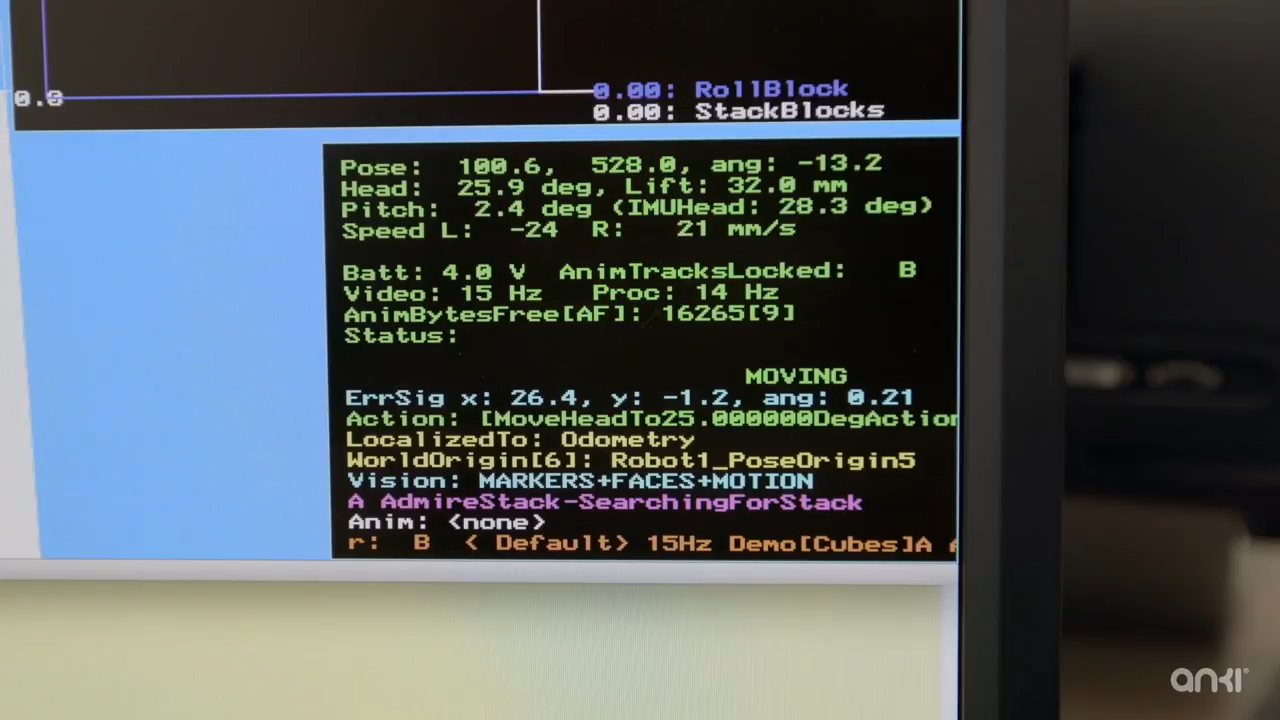 0.0
0.00: RollBlock
0.00: StackBlocks
Pose: 100.6, 528.0, ang: -13.2
Head: 25.9 deg, Lift: 32.0 mm
Pitch: 2.4 deg (IMUHead: 28.3 deg)
Speed L: -24 R: 21 mm/s
Batt: 4.0 V AnimTracksLocked: B
Video: 15 Hz Proc: 14 Hz
AnimBytesFree[AF]: 16265[9]
Status:
MOVING
ErrSig x: 26.4, y: -1.2, ang: 0.21
Action: [MoveHeadTo25.000000DegAction
LocalizedTo: Odometry
WorldOrigin[6]: Robot1_PoseOrigin5
Vision: MARKERS+FACES+MOTION
A AdmireStack-SearchingForStack
Anim: <none>
r: B < Default> 15Hz Demo[Cubes]A
anki